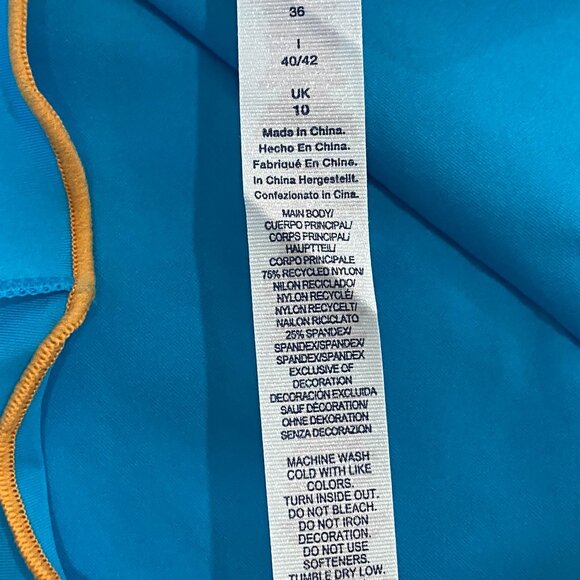 36
I
40/42
UK
10
Made in China.
Hecho En China.
Fabriqué En Chine.
In China Hergestellt.
Confezionato in Cina.
MAIN BODY/
CUERPO PRINCIPAL/
CORPS PRINCIPAL/
HAUPTTEIL/
CORPO PRINCIPALE
75% RECYCLED NYLON/
NILON RECICLADO/
NYLON RECYCLÉ/
NYLON RECYCELT/
NAILON RICICLATO
25% SPANDEX/
SPANDEX/SPANDEX/
SPANDEX/SPANDEX
EXCLUSIVE OF
DECORATION
DECORACIÓN EXCLUIDA
SAUF DÉCORATION/
OHNE DEKORATION
SENZA DECORAZION
MACHINE WASH
COLD WITH LIKE
COLORS.
TURN INSIDE OUT.
DO NOT BLEACH.
DO NOT IRON
DECORATION.
DO NOT USE
SOFTENERS.
TUMBLE DRY LOW.